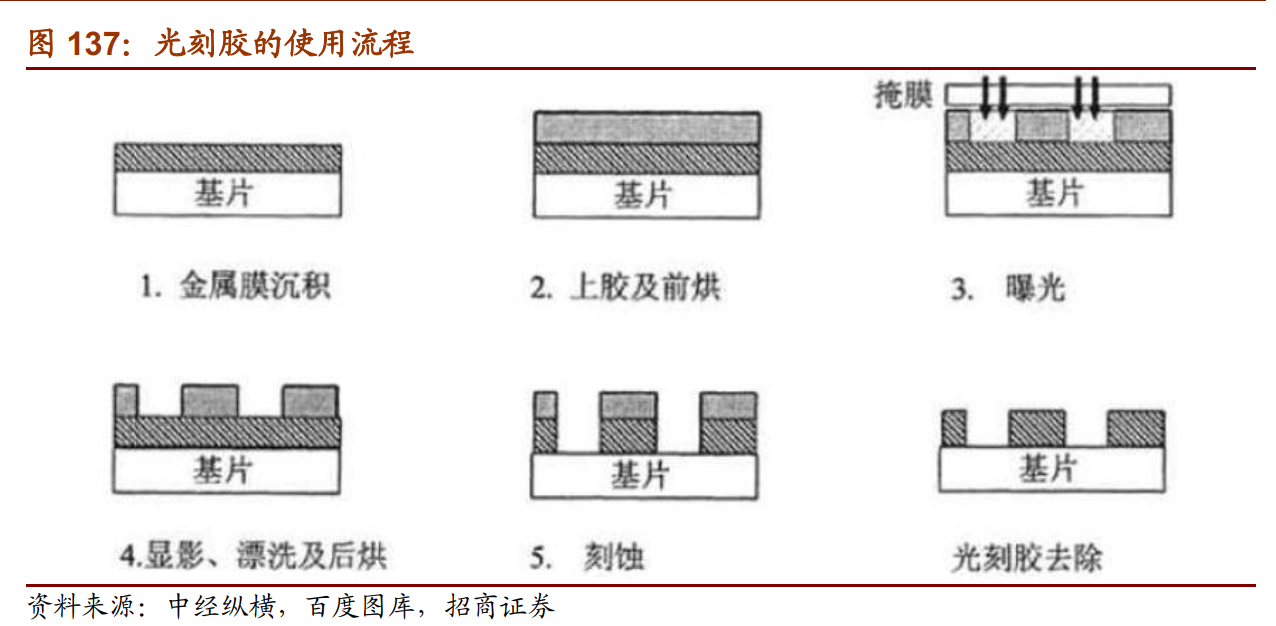 图 137：光刻胶的使用流程
掩膜
基片
基片
基片
1. 金属膜沉积
2. 上胶及前烘
3. 曝光
基片
基片
基片
4.显影、漂洗及后烘
5. 刻蚀
光刻胶去除
资料来源：中经纵横，百度图库，招商证券